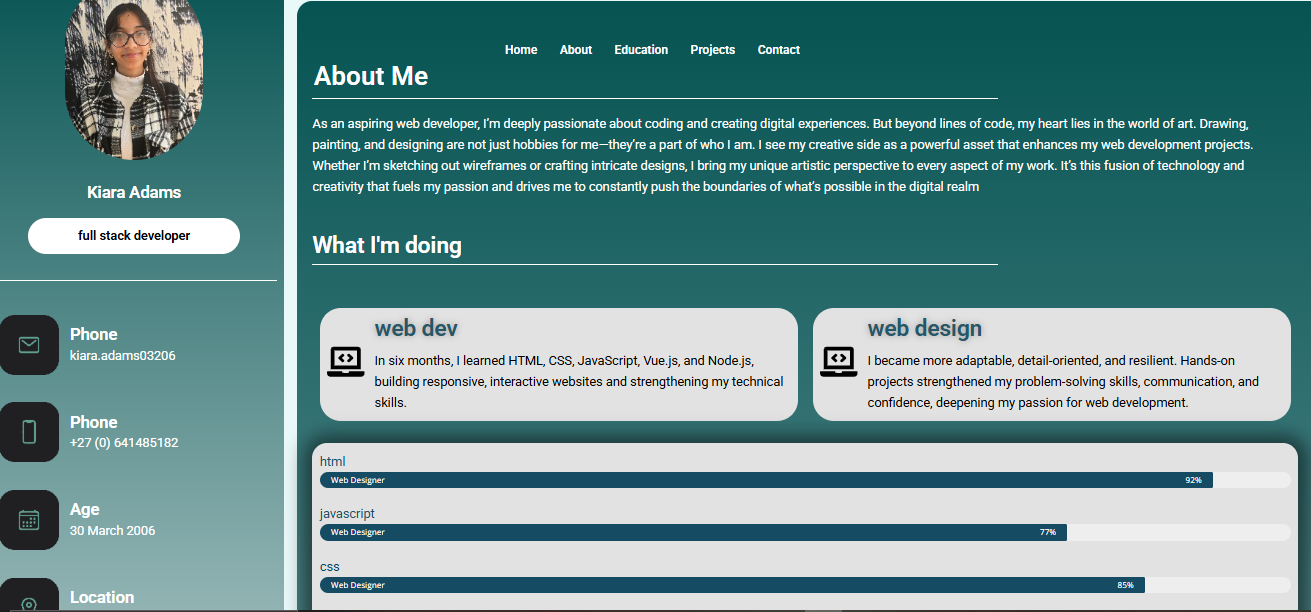 Kiara Adams
full stack developer
Phone
kiara.adams03206
Phone
+27 (0) 641485182
Age
30 March 2006
Location
Home About Education Projects Contact
About Me
As an aspiring web developer, I'm deeply passionate about coding and creating digital experiences. But beyond lines of code, my heart lies in the world of art. Drawing,
painting, and designing are not just hobbies for me—they're a part of who I am. I see my creative side as a powerful asset that enhances my web development projects.
Whether I'm sketching out wireframes or crafting intricate designs, I bring my unique artistic perspective to every aspect of my work. It's this fusion of technology and
creativity that fuels my passion and drives me to constantly push the boundaries of what's possible in the digital realm
What I'm doing
web dev
In six months, I learned HTML, CSS, JavaScript, Vue.js, and Node.js,
building responsive, interactive websites and strengthening my technical
skills.
web design
I became more adaptable, detail-oriented, and resilient. Hands-on
projects strengthened my problem-solving skills, communication, and
confidence, deepening my passion for web development.
html
Web Designer 92%
javascript
Web Designer 77%
css
Web Designer 85%